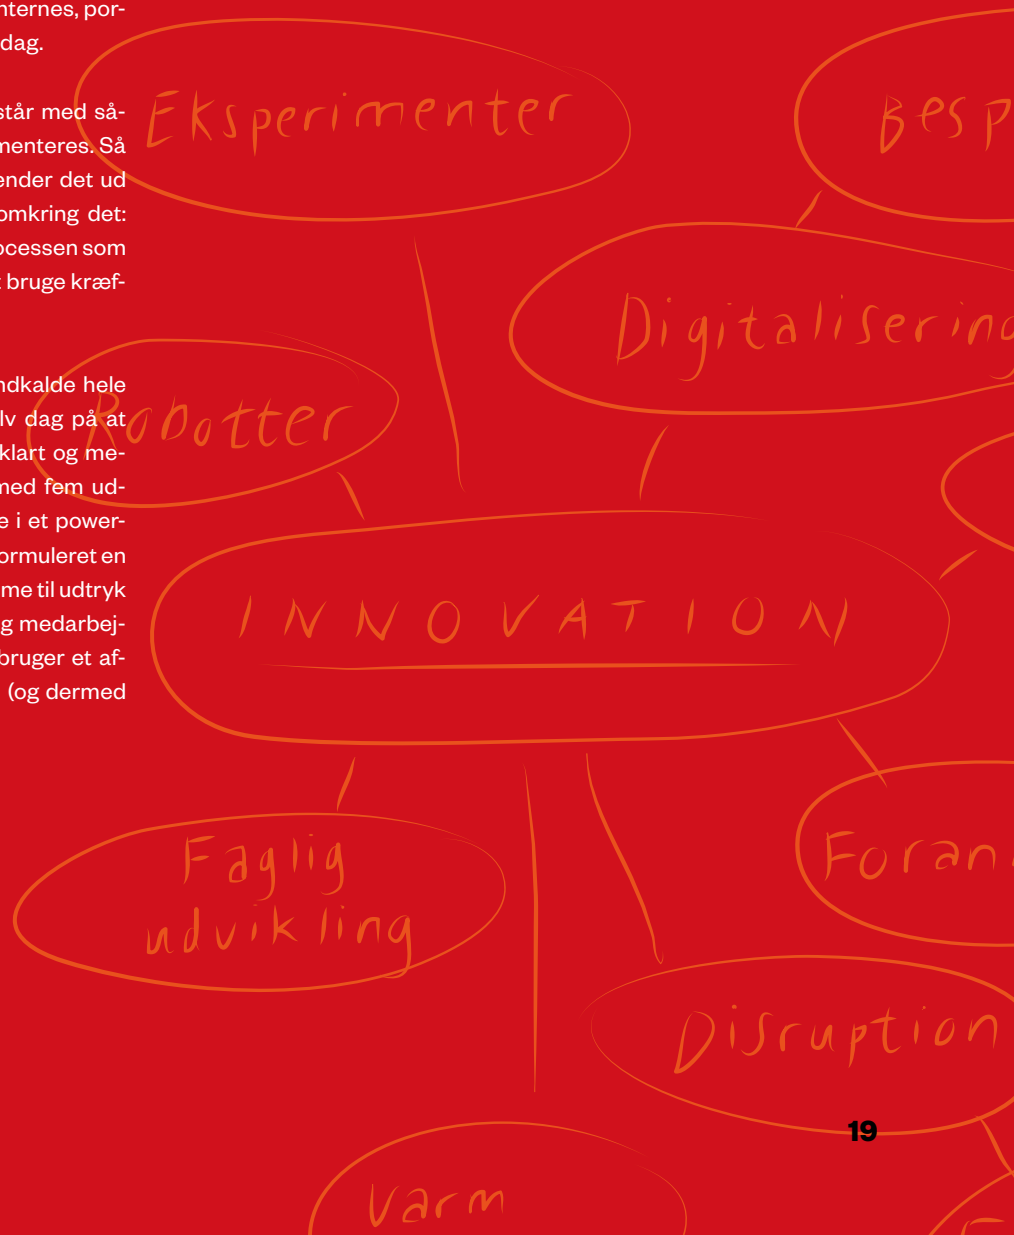 nternes, por-
dag.
står med så-
menteres. Så
ender det ud
omkring det:
ocessen som
t bruge kræf-
ndkalde hele
lv dag på at
klart og me-
med fem ud-
e i et power-
ormuleret en
me til udtryk
g medarbej-
bruger et af-
(og dermed
Eksperimenter
Besp
Digitalisering
Robotter
INNOVATION
Faglig
udvikling
Foran
Disruption
19
Varm